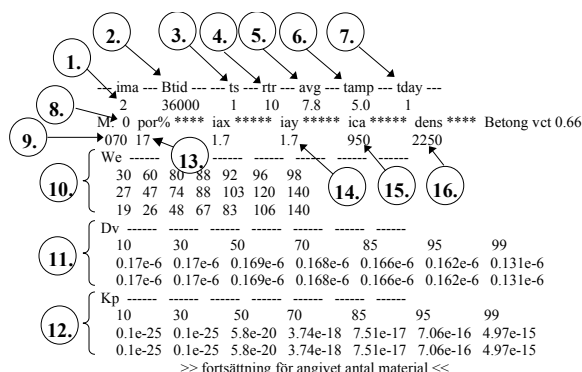 2. 3. 4. 5. 6. 7.
1. --- ima --- Btid --- --- ts --- rtr --- avg --- tamp --- tday ---
2 36000 1 10 7.8 5.0 1
8. M 0 por% **** iax ***** iay ***** ica ***** dens **** Betong vct 0.66
9. 070 17 1.7 1.7 950 2250
We ------ ------ ------ ------ ------ ------
13. 14. 15. 16.
30 60 80 88 92 96 98
10. 27 47 74 88 103 120 140
19 26 48 67 83 106 140
Dv ------ ------ ------ ------ ------ ------
10 30 50 70 85 95 99
11. 0.17e-6 0.17e-6 0.169e-6 0.168e-6 0.166e-6 0.162e-6 0.131e-6
0.17e-6 0.17e-6 0.169e-6 0.168e-6 0.166e-6 0.162e-6 0.131e-6
Kp ------ ------ ------ ------ ------ ------
10 30 50 70 85 95 99
12. 0.1e-25 0.1e-25 5.8e-20 3.74e-18 7.51e-17 7.06e-16 4.97e-15
0.1e-25 0.1e-25 5.8e-20 3.74e-18 7.51e-17 7.06e-16 4.97e-15
>> fortsättning för angivet antal material <<